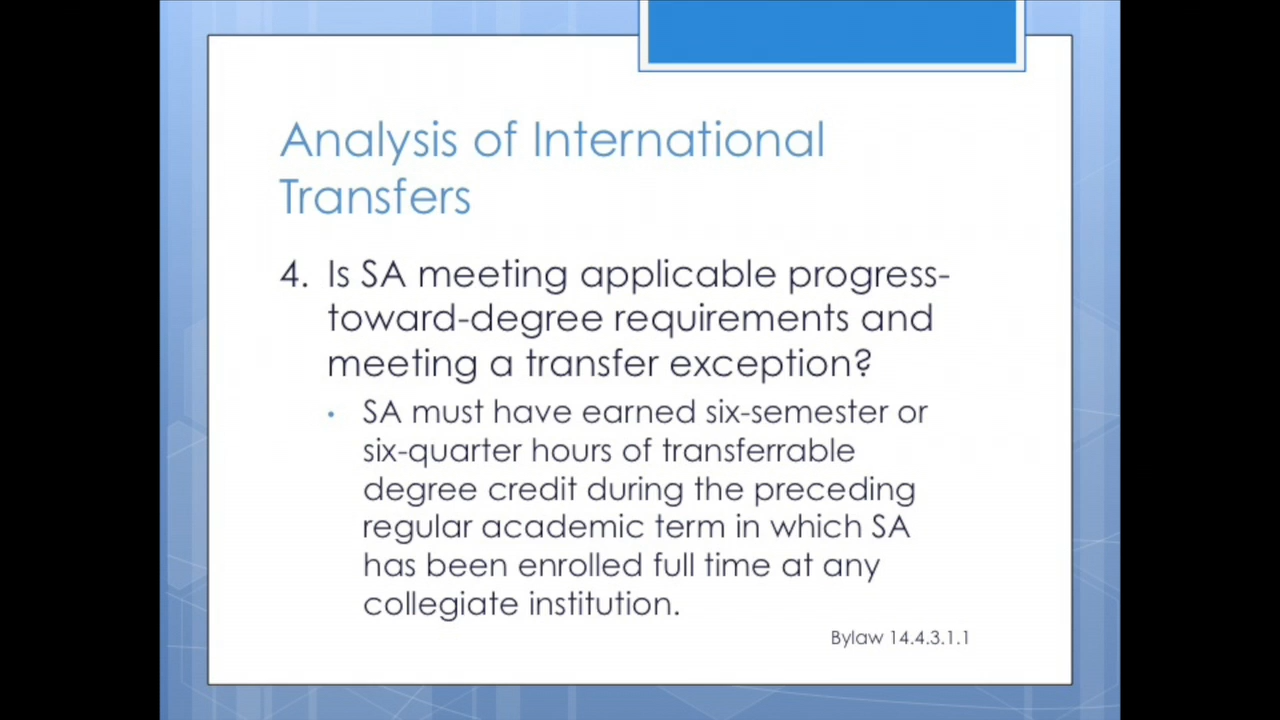 Analysis of International
Transfers
4. Is SA meeting applicable progress-
toward-degree requirements and
meeting a transfer exception?
• SA must have earned six-semester or
six-quarter hours of transferrable
degree credit during the preceding
regular academic term in which SA
has been enrolled full time at any
collegiate institution.
Bylaw 14.4.3.1.1